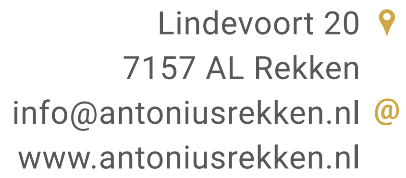 Lindevoort 20
7157 AL Rekken
info@antoniusrekken.nl @
www.antoniusrekken.nl